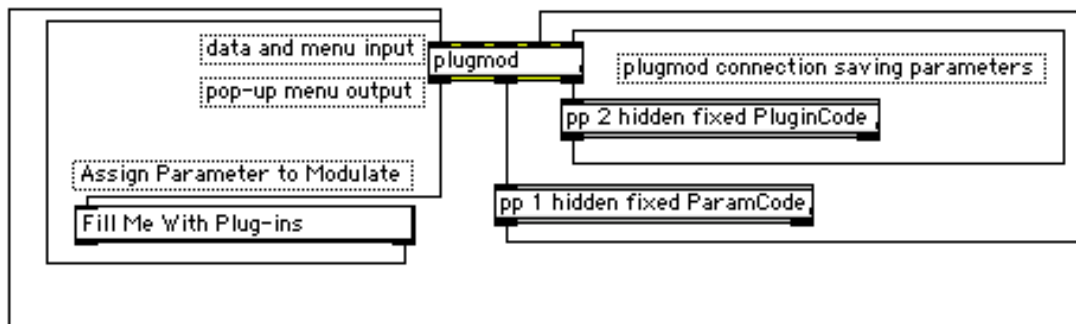 data and menu input
plugmod
plugmod connection saving parameters
pop-up menu output
pp 2 hidden fixed PluginCode
Assign Parameter to Modulate
pp 1 hidden fixed ParamCode
Fill Me With Plug-ins